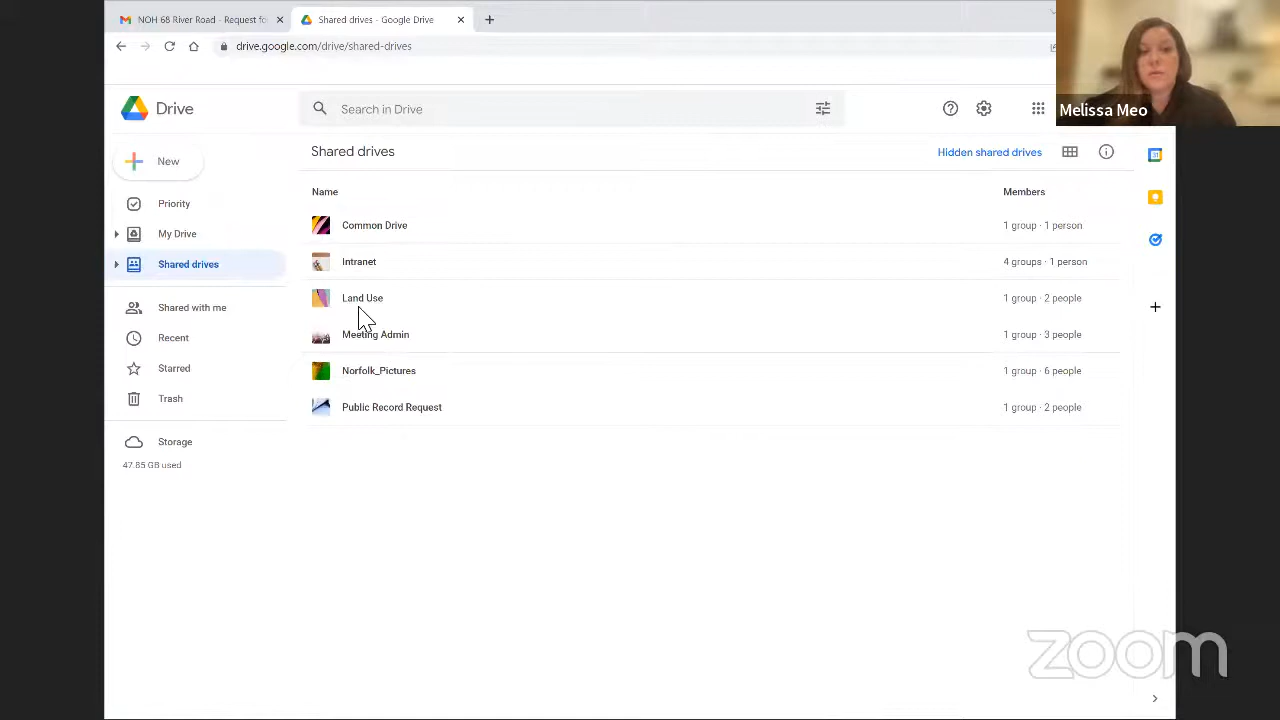 NOH 68 River Road - Request fo
Shared drives - Google Drive
drive.google.com/drive/shared-drives
Melissa Meo
Drive
Search in Drive
New
Shared drives
Hidden shared drives
Name
Members
Priority
My Drive
Shared drives
Shared with me
Recent
Starred
Trash
Storage
47.85 GB used
Common Drive
1 group · 1 person
Intranet
4 groups · 1 person
Land Use
1 group · 2 people
Meeting Admin
1 group · 3 people
Norfolk_Pictures
1 group · 6 people
Public Record Request
1 group · 2 people
zoom